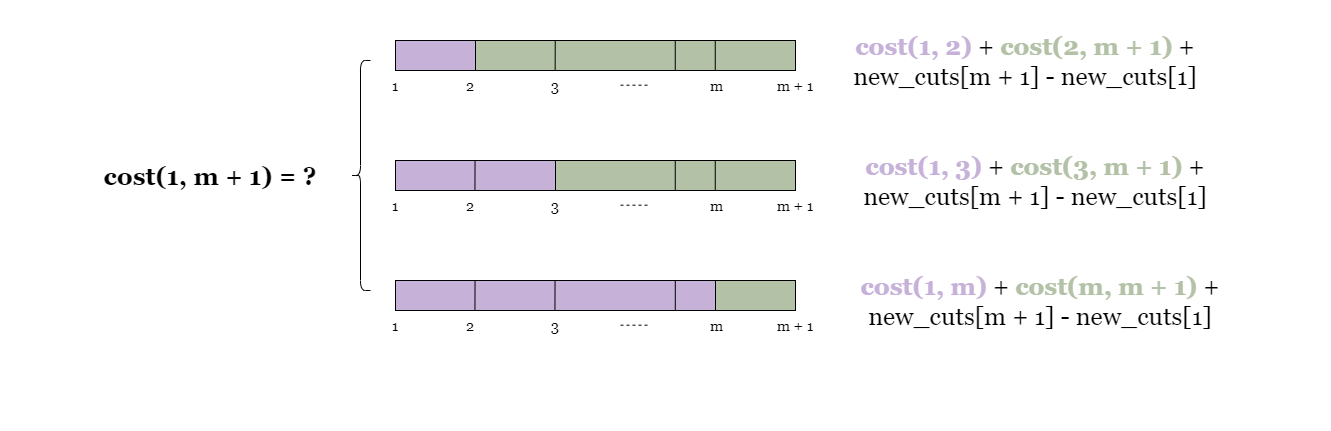 cost(1, 2) + cost(2, m + 1) +
new_cuts[m + 1] - new_cuts[1]
1 2 3 ----- m m + 1
cost(1, m + 1) = ?
cost(1, 3) + cost(3, m + 1) +
new_cuts[m + 1] - new_cuts[1]
1 2 3 ----- m m + 1
cost(1, m) + cost(m, m + 1) +
new_cuts[m + 1] - new_cuts[1]
1 2 3 ----- m m + 1